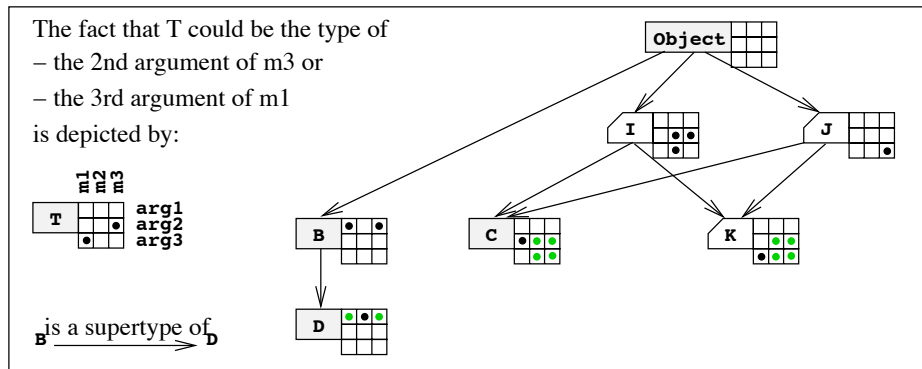 The fact that T could be the type of
– the 2nd argument of m3 or
– the 3rd argument of m1
is depicted by:
Object
I
J
m1 m2 m3
T
arg1
arg2
arg3
B
C
K
D
is a supertype of
B
D